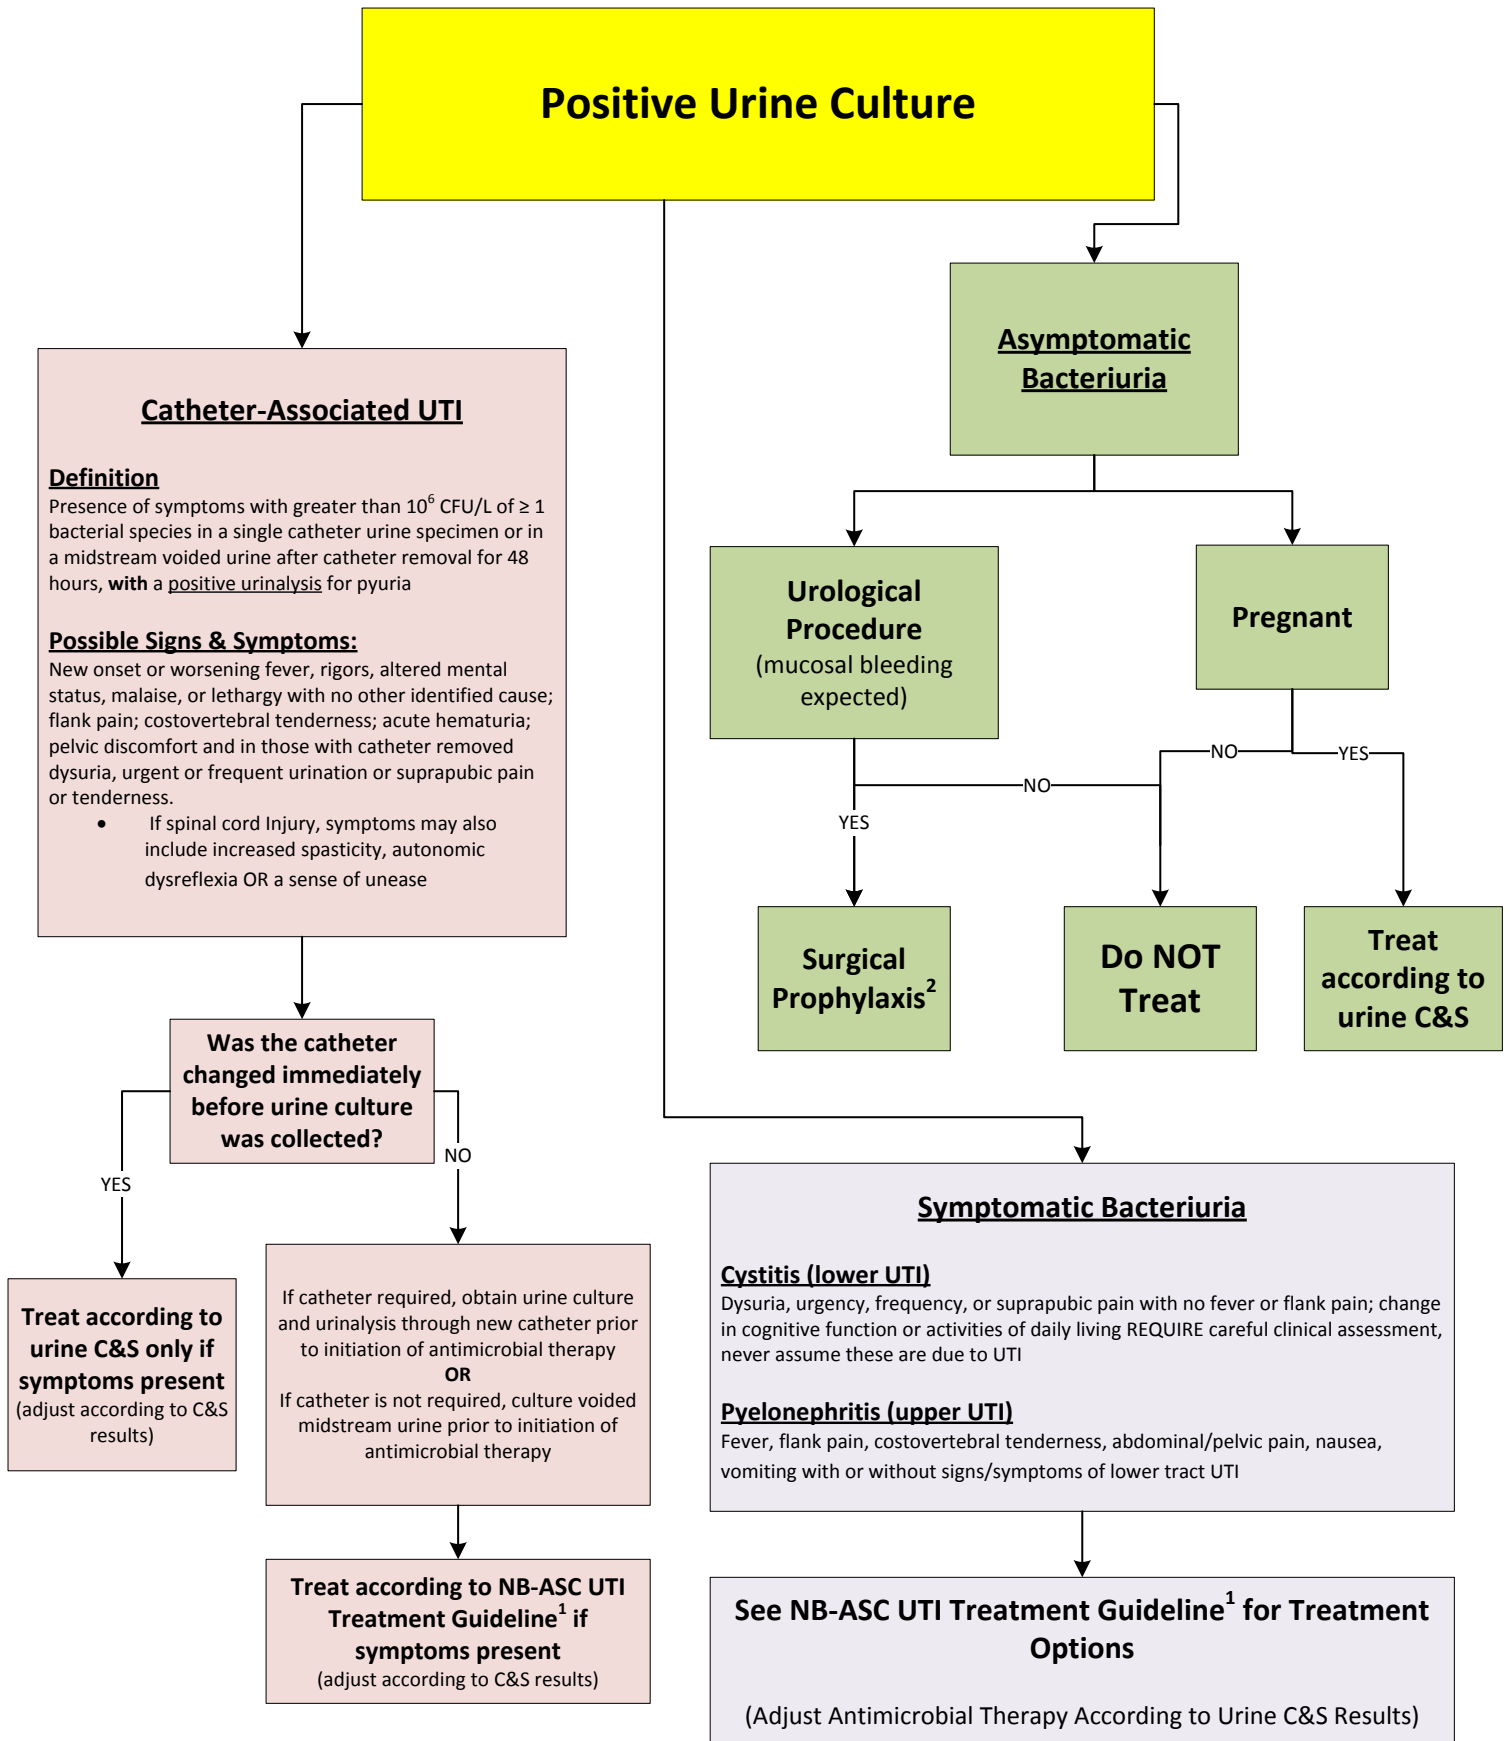 Positive Urine Culture
Catheter-Associated UTI
Definition
Presence of symptoms with greater than 10⁶ CFU/L of ≥ 1
bacterial species in a single catheter urine specimen or in
a midstream voided urine after catheter removal for 48
hours, with a positive urinalysis for pyuria
Possible Signs & Symptoms:
New onset or worsening fever, rigors, altered mental
status, malaise, or lethargy with no other identified cause;
flank pain; costovertebral tenderness; acute hematuria;
pelvic discomfort and in those with catheter removed
dysuria, urgent or frequent urination or suprapubic pain
or tenderness.
• If spinal cord Injury, symptoms may also
include increased spasticity, autonomic
dysreflexia OR a sense of unease
Was the catheter
changed immediately
before urine culture
was collected?
YES
NO
Treat according to
urine C&S only if
symptoms present
(adjust according to C&S
results)
If catheter required, obtain urine culture
and urinalysis through new catheter prior
to initiation of antimicrobial therapy
OR
If catheter is not required, culture voided
midstream urine prior to initiation of
antimicrobial therapy
Treat according to NB-ASC UTI
Treatment Guideline¹ if
symptoms present
(adjust according to C&S results)
Asymptomatic
Bacteriuria
Urological
Procedure
(mucosal bleeding
expected)
Pregnant
NO
YES
NO
YES
Surgical
Prophylaxis²
Do NOT
Treat
Treat
according to
urine C&S
Symptomatic Bacteriuria
Cystitis (lower UTI)
Dysuria, urgency, frequency, or suprapubic pain with no fever or flank pain; change
in cognitive function or activities of daily living REQUIRE careful clinical assessment,
never assume these are due to UTI
Pyelonephritis (upper UTI)
Fever, flank pain, costovertebral tenderness, abdominal/pelvic pain, nausea,
vomiting with or without signs/symptoms of lower tract UTI
See NB-ASC UTI Treatment Guideline¹ for Treatment
Options
(Adjust Antimicrobial Therapy According to Urine C&S Results)